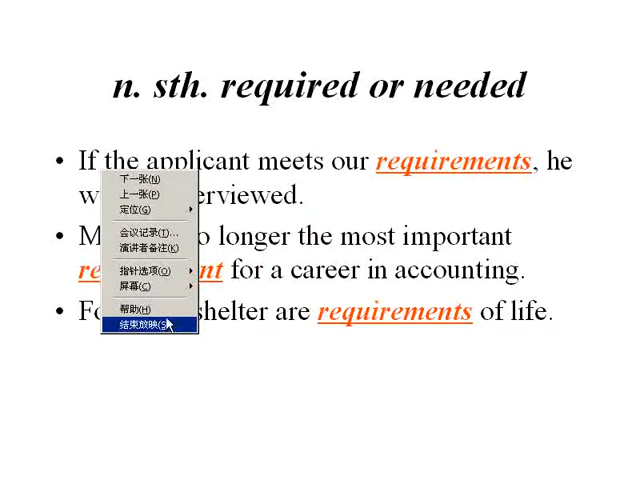 n. sth. required or needed
• If the applicant meets our requirements, he
w erviewed.
M o longer the most important
re nt for a career in accounting.
Fo shelter are requirements of life.
下一张(N)
上一张(P)
定位(G)
会议记录(T)...
演讲者备注(K)
指针选项(O)
屏幕(C)
帮助(H)
结束放映(S)